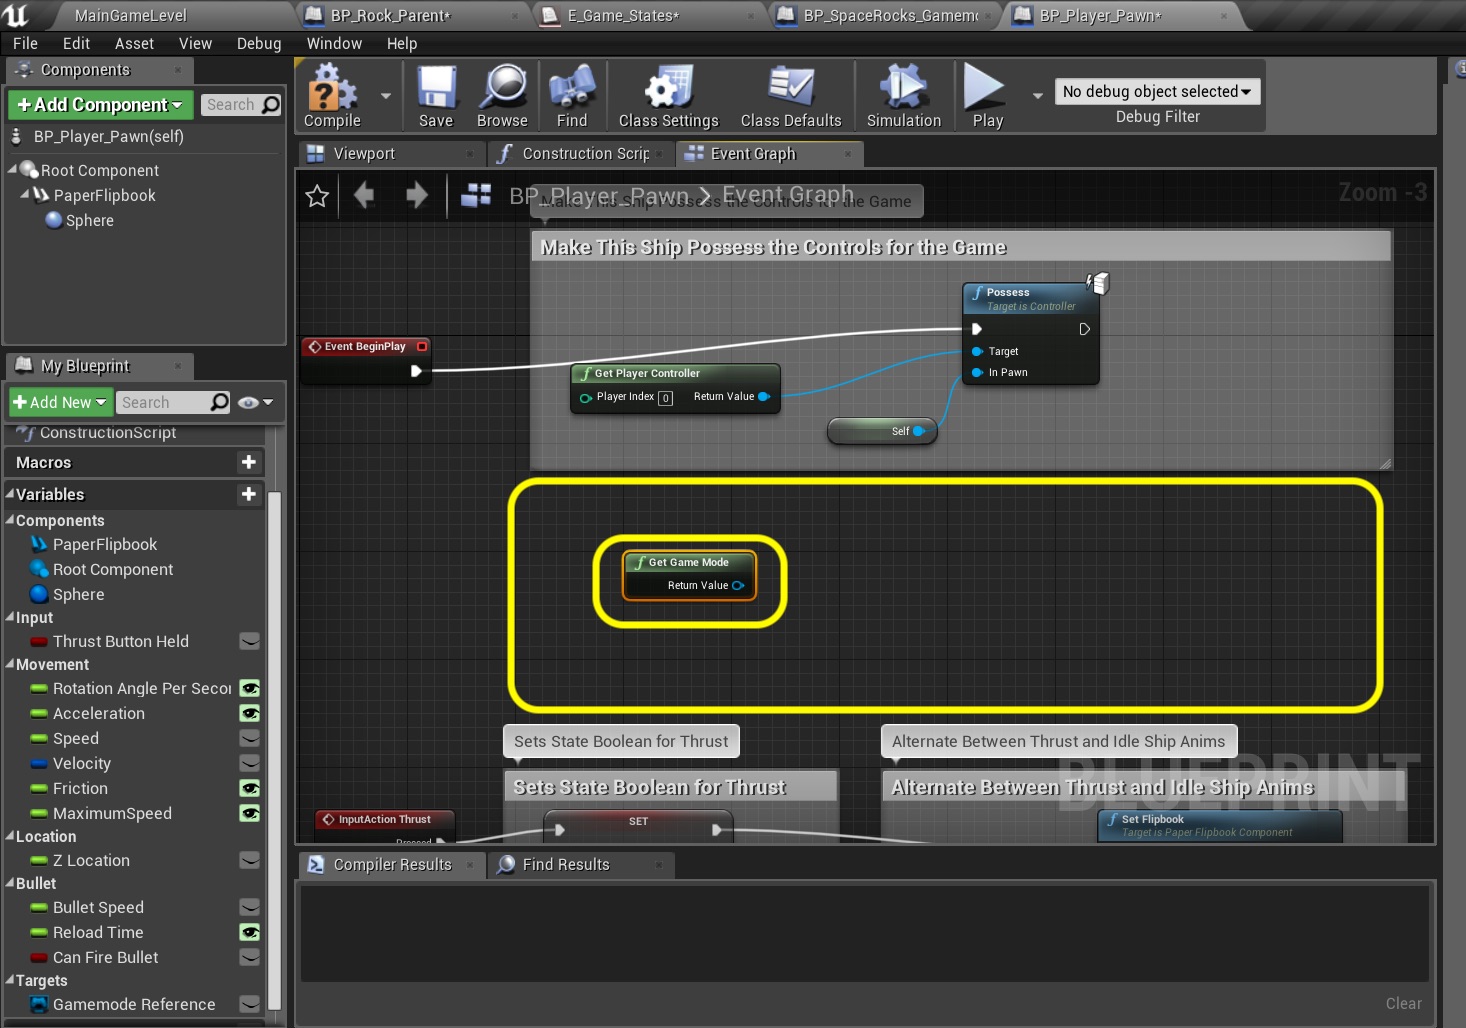 MainGameLevel
BP_Rock_Parent*
E_Game_States*
BP_SpaceRocks_Gamemo
BP_Player_Pawn*
File Edit Asset View Debug Window Help
Components
+Add Component
Search
BP_Player_Pawn(self)
Root Component
PaperFlipbook
Sphere
Compile
Save
Browse
Find
Class Settings
Class Defaults
Simulation
Play
No debug object selected
Debug Filter
Viewport
Construction Scrip
Event Graph
BP_Player_Pawn > Event Graph
Zoom -3
Make This Ship Possess the Controls for the Game
Make This Ship Possess the Controls for the Game
Possess
Target is Controller
Target
In Pawn
Event BeginPlay
Get Player Controller
Player Index 0
Return Value
Self
Get Game Mode
Return Value
Sets State Boolean for Thrust
Alternate Between Thrust and Idle Ship Anims
BLUEPRINT
Sets State Boolean for Thrust
Alternate Between Thrust and Idle Ship Anims
InputAction Thrust
Pressed
SET
Set Flipbook
Target is Paper Flipbook Component
My Blueprint
+Add New
Search
ConstructionScript
Macros
Variables
Components
PaperFlipbook
Root Component
Sphere
Input
Thrust Button Held
Movement
Rotation Angle Per Secon
Acceleration
Speed
Velocity
Friction
MaximumSpeed
Location
Z Location
Bullet
Bullet Speed
Reload Time
Can Fire Bullet
Targets
Gamemode Reference
Compiler Results
Find Results
Clear